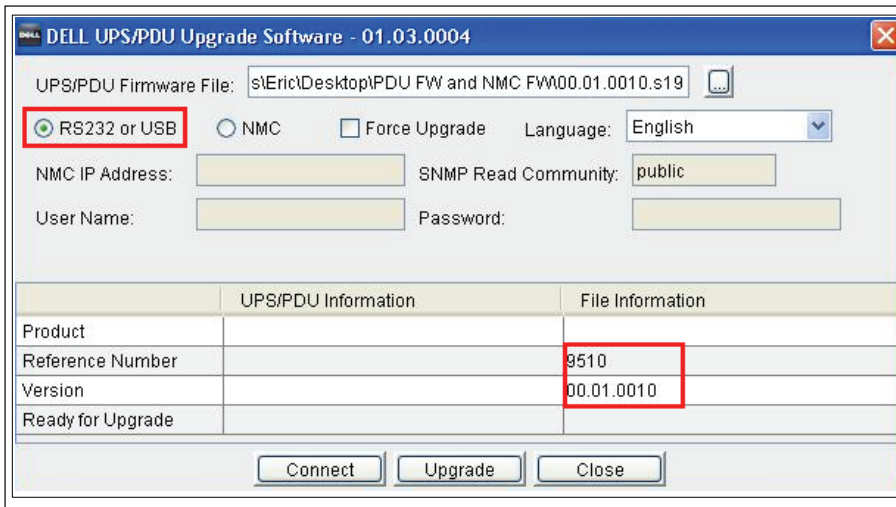 DELL DELL UPS/PDU Upgrade Software - 01.03.0004
UPS/PDU Firmware File: s\Eric\Desktop\PDU FW and NMC FW\00.01.0010.s19 ...
RS232 or USB NMC Force Upgrade Language: English
NMC IP Address: SNMP Read Community: public
User Name: Password:
UPS/PDU Information File Information
Product
Reference Number 9510
Version 00.01.0010
Ready for Upgrade
Connect Upgrade Close